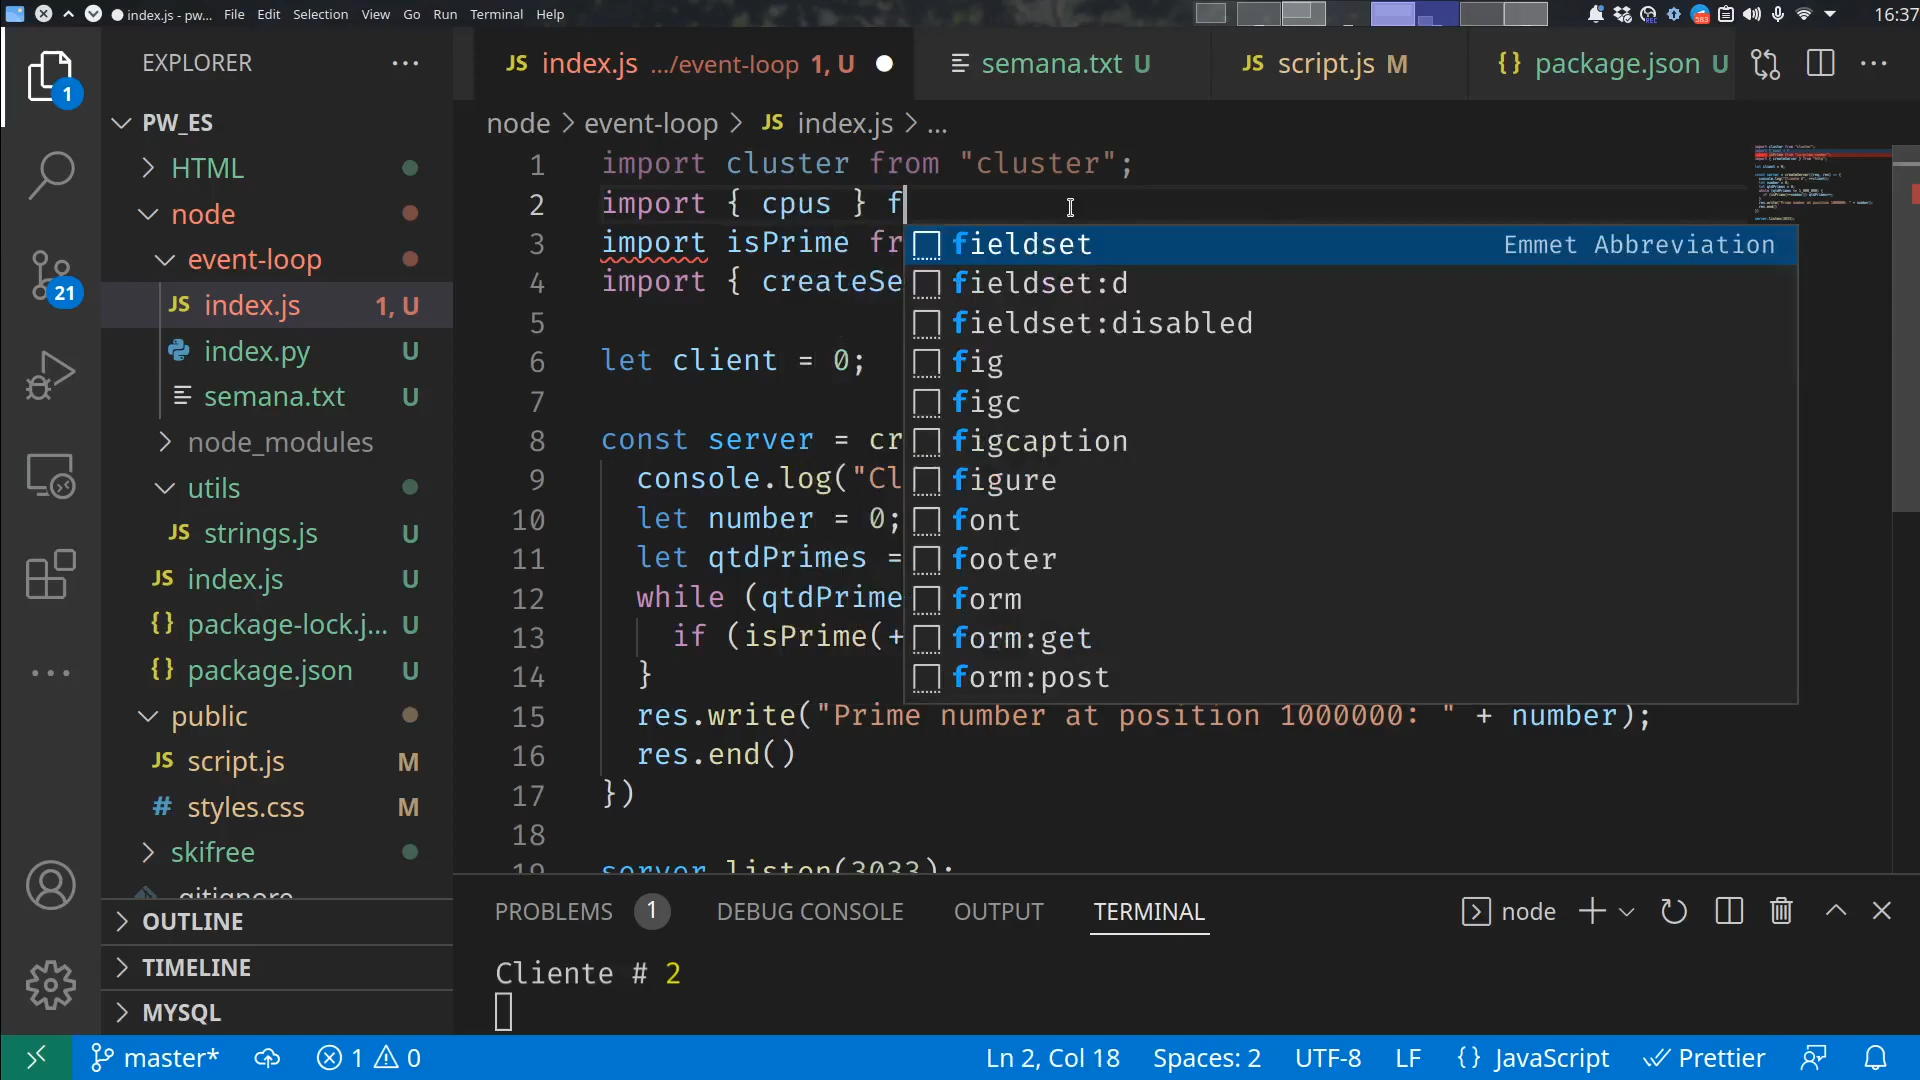 index.js - pw... File Edit Selection View Go Run Terminal Help 583 16:37
EXPLORER
1
PW_ES
HTML
node
event-loop
index.js 1, U
index.py U
semana.txt U
node_modules
utils
strings.js U
index.js U
package-lock.j... U
package.json U
public
script.js M
styles.css M
skifree
.gitignore
OUTLINE
TIMELINE
MYSQL
21
JS index.js .../event-loop 1, U
semana.txt U
JS script.js M
{} package.json U
node > event-loop > JS index.js > ...
1 import cluster from "cluster";
2 import { cpus } f
3 import isPrime fr
4 import { createSe
5
6 let client = 0;
7
8 const server = cr
9 console.log("Cl
10 let number = 0;
11 let qtdPrimes =
12 while (qtdPrime
13 if (isPrime(+
14 }
15 res.write("Prime number at position 1000000: " + number);
16 res.end()
17 })
18
19 server.listen(3033);
fieldset Emmet Abbreviation
fieldset:d
fieldset:disabled
fig
figc
figcaption
figure
font
footer
form
form:get
form:post
PROBLEMS 1 DEBUG CONSOLE OUTPUT TERMINAL node
Cliente # 2
master* 1 0 Ln 2, Col 18 Spaces: 2 UTF-8 LF {} JavaScript Prettier